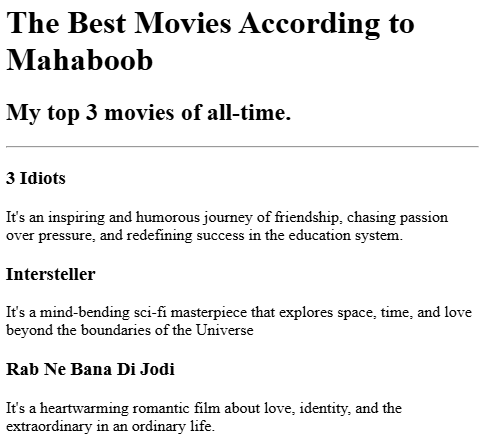 The Best Movies According to
Mahaboob
My top 3 movies of all-time.
3 Idiots
It's an inspiring and humorous journey of friendship, chasing passion
over pressure, and redefining success in the education system.
Intersteller
It's a mind-bending sci-fi masterpiece that explores space, time, and love
beyond the boundaries of the Universe
Rab Ne Bana Di Jodi
It's a heartwarming romantic film about love, identity, and the
extraordinary in an ordinary life.